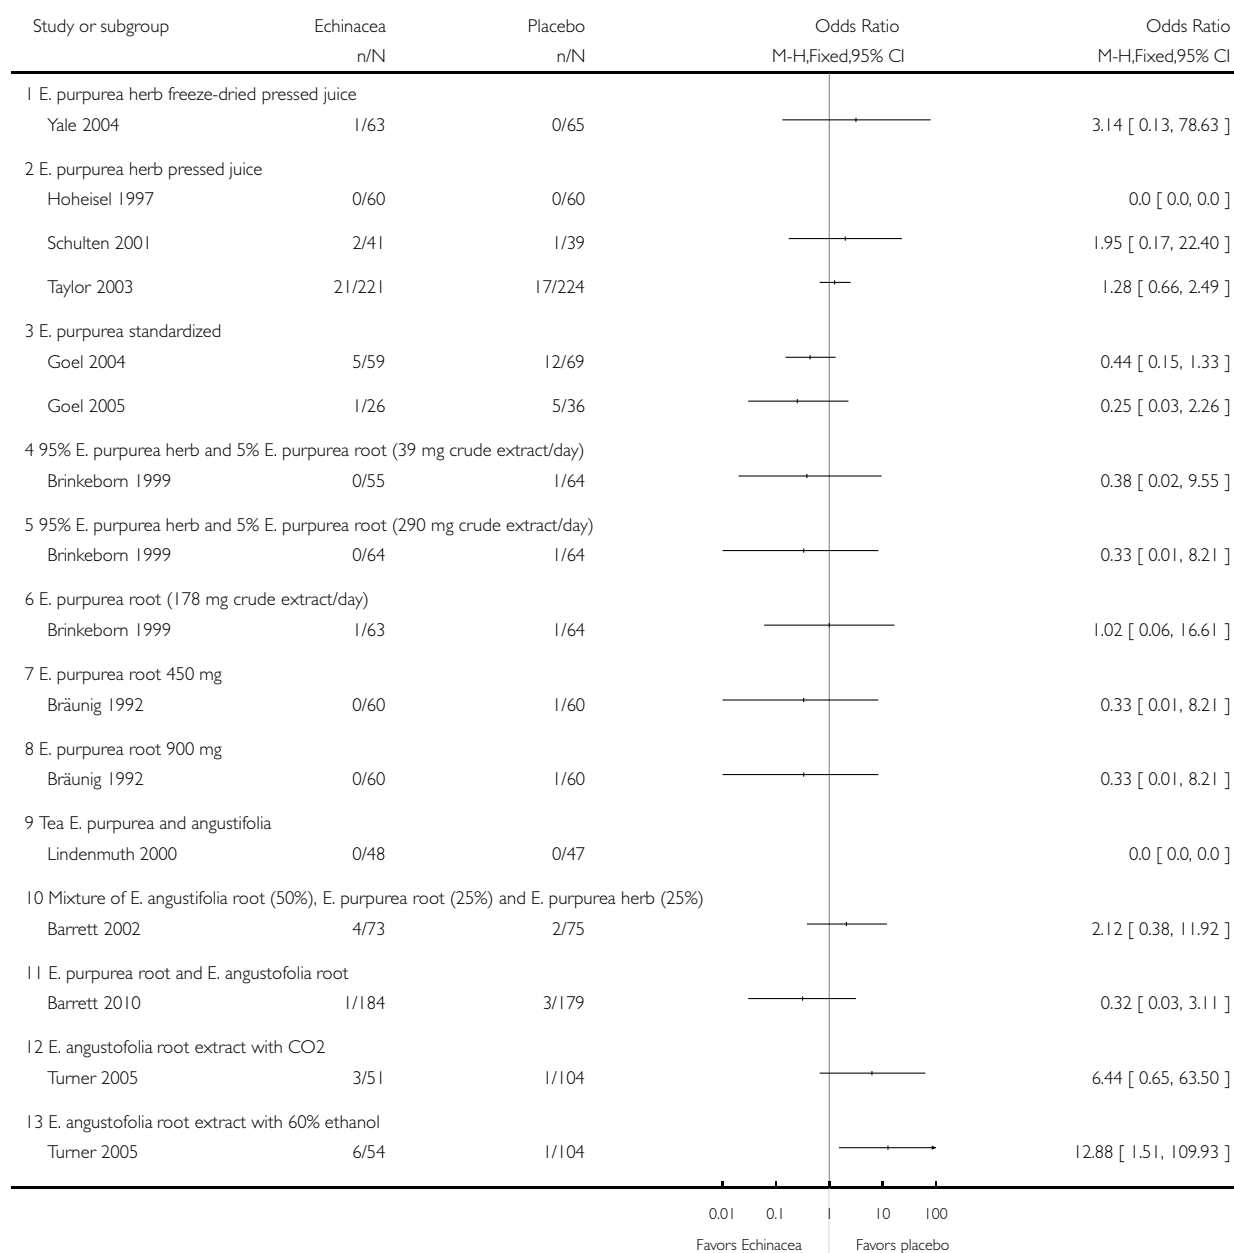 Study or subgroup Echinacea Placebo Odds Ratio Odds Ratio
n/N n/N M-H,Fixed,95% CI M-H,Fixed,95% CI
1 E. purpurea herb freeze-dried pressed juice
Yale 2004 1/63 0/65 3.14 [ 0.13, 78.63 ]
2 E. purpurea herb pressed juice
Hoheisel 1997 0/60 0/60 0.0 [ 0.0, 0.0 ]
Schulten 2001 2/41 1/39 1.95 [ 0.17, 22.40 ]
Taylor 2003 21/221 17/224 1.28 [ 0.66, 2.49 ]
3 E. purpurea standardized
Goel 2004 5/59 12/69 0.44 [ 0.15, 1.33 ]
Goel 2005 1/26 5/36 0.25 [ 0.03, 2.26 ]
4 95% E. purpurea herb and 5% E. purpurea root (39 mg crude extract/day)
Brinkeborn 1999 0/55 1/64 0.38 [ 0.02, 9.55 ]
5 95% E. purpurea herb and 5% E. purpurea root (290 mg crude extract/day)
Brinkeborn 1999 0/64 1/64 0.33 [ 0.01, 8.21 ]
6 E. purpurea root (178 mg crude extract/day)
Brinkeborn 1999 1/63 1/64 1.02 [ 0.06, 16.61 ]
7 E. purpurea root 450 mg
Bräunig 1992 0/60 1/60 0.33 [ 0.01, 8.21 ]
8 E. purpurea root 900 mg
Bräunig 1992 0/60 1/60 0.33 [ 0.01, 8.21 ]
9 Tea E. purpurea and angustifolia
Lindenmuth 2000 0/48 0/47 0.0 [ 0.0, 0.0 ]
10 Mixture of E. angustifolia root (50%), E. purpurea root (25%) and E. purpurea herb (25%)
Barrett 2002 4/73 2/75 2.12 [ 0.38, 11.92 ]
11 E. purpurea root and E. angustofolia root
Barrett 2010 1/184 3/179 0.32 [ 0.03, 3.11 ]
12 E. angustofolia root extract with CO2
Turner 2005 3/51 1/104 6.44 [ 0.65, 63.50 ]
13 E. angustofolia root extract with 60% ethanol
Turner 2005 6/54 1/104 12.88 [ 1.51, 109.93 ]
0.01 0.1 1 10 100
Favors Echinacea Favors placebo